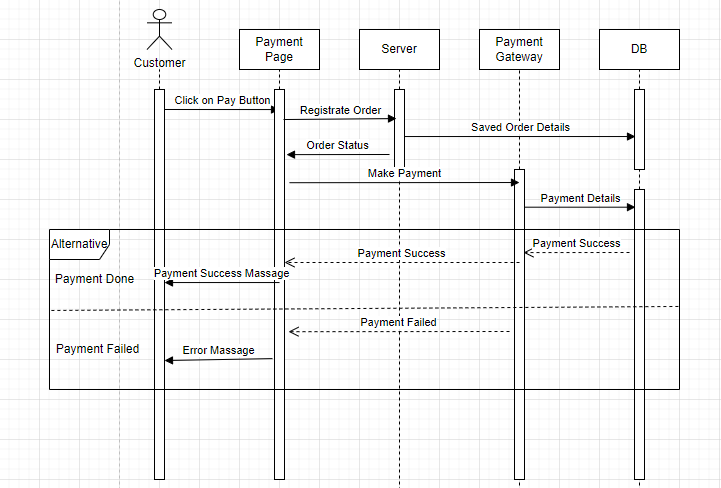 Customer
Payment
Page
Server
Payment
Gateway
DB
Click on Pay Button
Registrate Order
Saved Order Details
Order Status
Make Payment
Payment Details
Alternative
Payment Success
Payment Success
Payment Done
Payment Success Massage
Payment Failed
Payment Failed
Error Massage